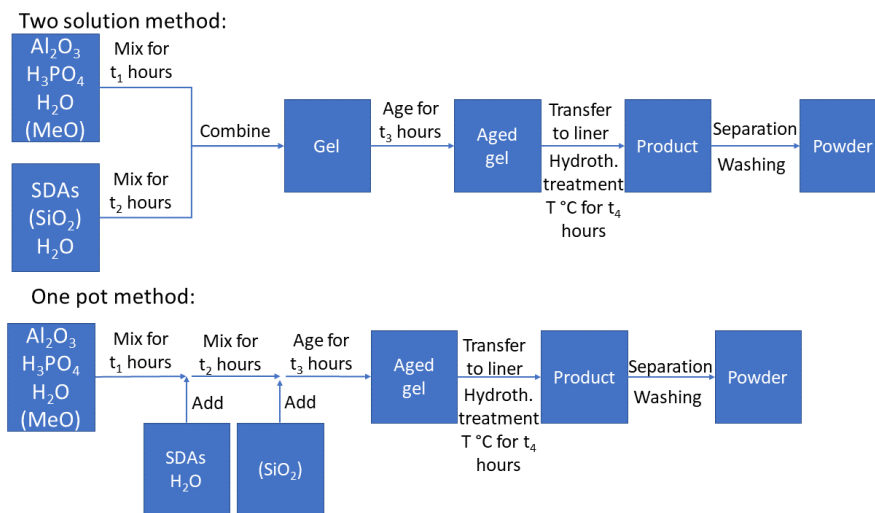 Two solution method:
Al₂O₃
H₃PO₄
H₂O
(MeO)
Mix for
t₁ hours
SDAs
(SiO₂)
H₂O
Mix for
t₂ hours
Combine
Gel
Age for
t₃ hours
Aged
gel
Transfer
to liner
Hydroth.
treatment
T °C for t₄
hours
Product
Separation
Washing
Powder
One pot method:
Al₂O₃
H₃PO₄
H₂O
(MeO)
Mix for
t₁ hours
Add
SDAs
H₂O
Mix for
t₂ hours
Add
(SiO₂)
Age for
t₃ hours
Aged
gel
Transfer
to liner
Hydroth.
treatment
T °C for t₄
hours
Product
Separation
Washing
Powder